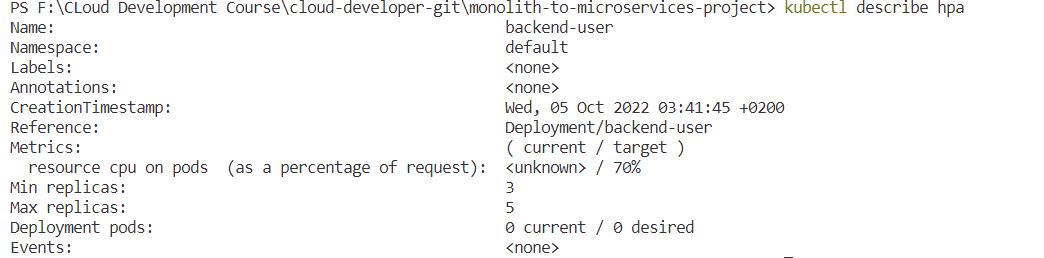 PS F:\CLoud Development Course\cloud-developer-git\monolith-to-microservices-project> kubectl describe hpa
Name: backend-user
Namespace: default
Labels: <none>
Annotations: <none>
CreationTimestamp: Wed, 05 Oct 2022 03:41:45 +0200
Reference: Deployment/backend-user
Metrics: ( current / target )
  resource cpu on pods  (as a percentage of request): <unknown> / 70%
Min replicas: 3
Max replicas: 5
Deployment pods: 0 current / 0 desired
Events: <none>